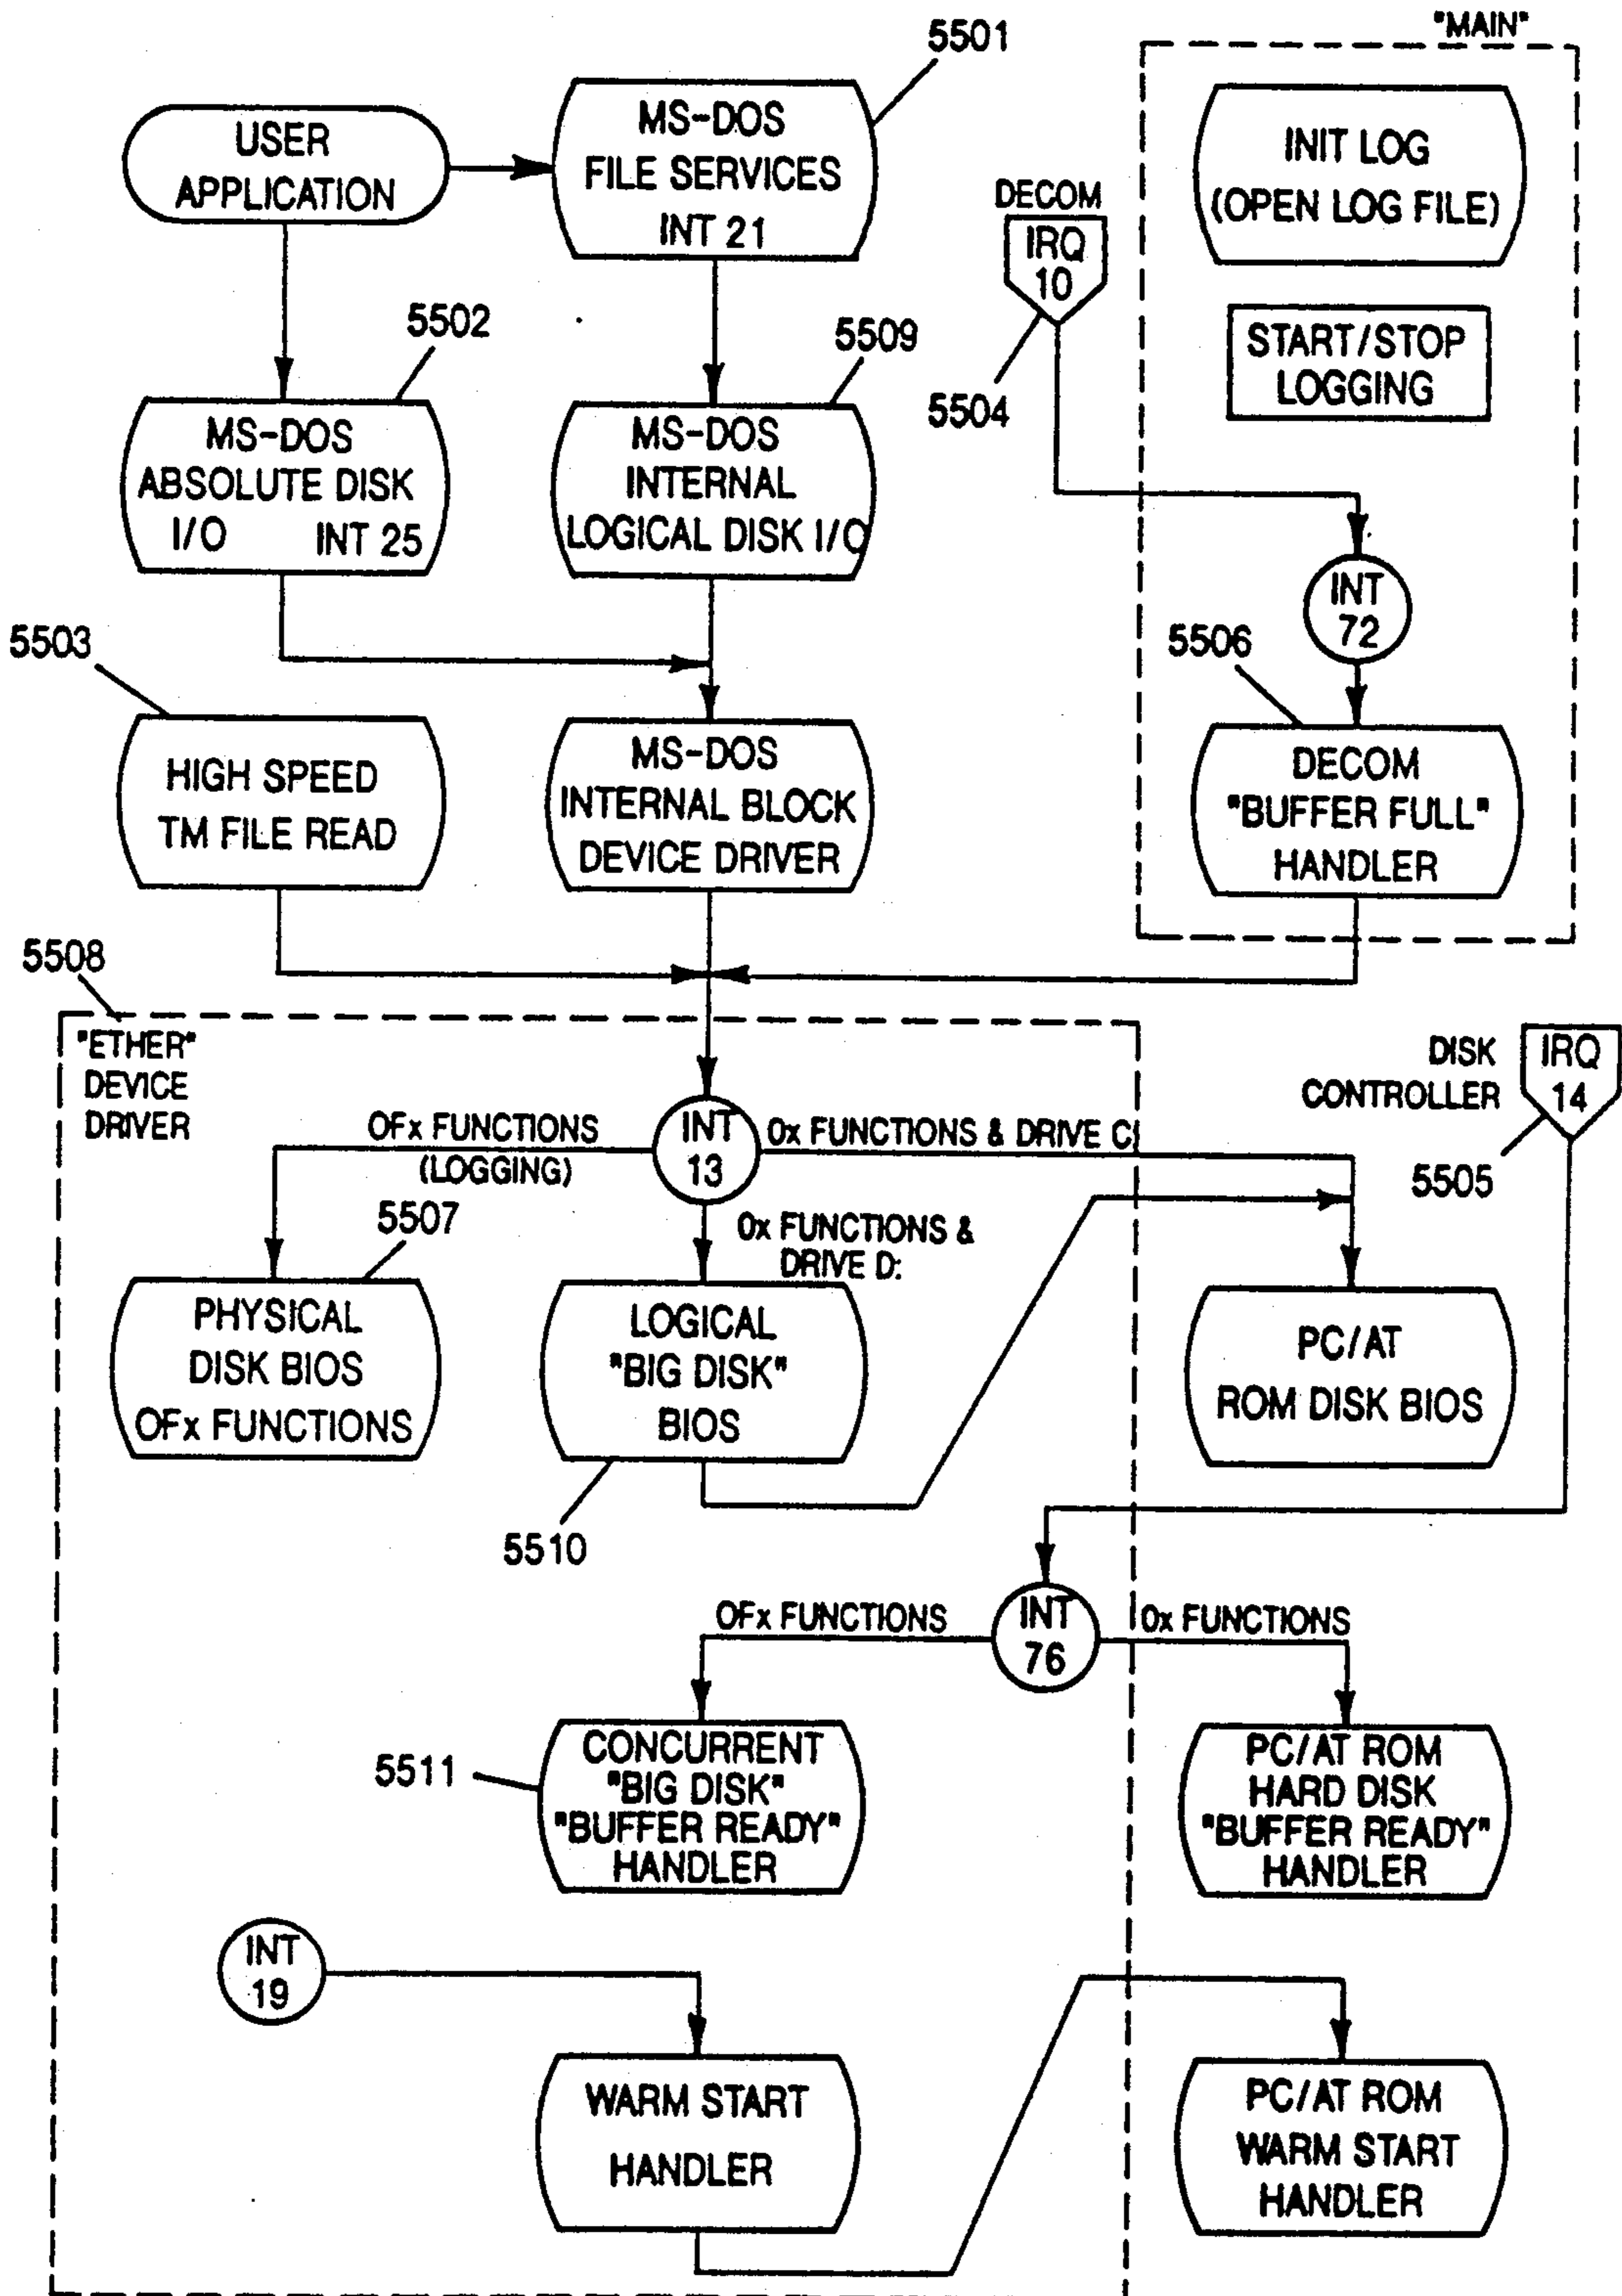 "MAIN"
5501
USER
APPLICATION
MS-DOS
FILE SERVICES
INT 21
INIT LOG
(OPEN LOG FILE)
DECOM
IRQ
10
5504
START/STOP
LOGGING
5502
5509
MS-DOS
ABSOLUTE DISK
I/O INT 25
MS-DOS
INTERNAL
LOGICAL DISK I/O
INT
72
5506
5503
HIGH SPEED
TM FILE READ
MS-DOS
INTERNAL BLOCK
DEVICE DRIVER
DECOM
"BUFFER FULL"
HANDLER
5508
"ETHER"
DEVICE
DRIVER
DISK
CONTROLLER
IRQ
14
5505
OFx FUNCTIONS
(LOGGING)
INT
13
0x FUNCTIONS & DRIVE C:
0x FUNCTIONS &
DRIVE D:
5507
PHYSICAL
DISK BIOS
OFx FUNCTIONS
LOGICAL
"BIG DISK"
BIOS
5510
PC/AT
ROM DISK BIOS
OFx FUNCTIONS
INT
76
0x FUNCTIONS
5511
CONCURRENT
"BIG DISK"
"BUFFER READY"
HANDLER
PC/AT ROM
HARD DISK
"BUFFER READY"
HANDLER
INT
19
WARM START
HANDLER
PC/AT ROM
WARM START
HANDLER